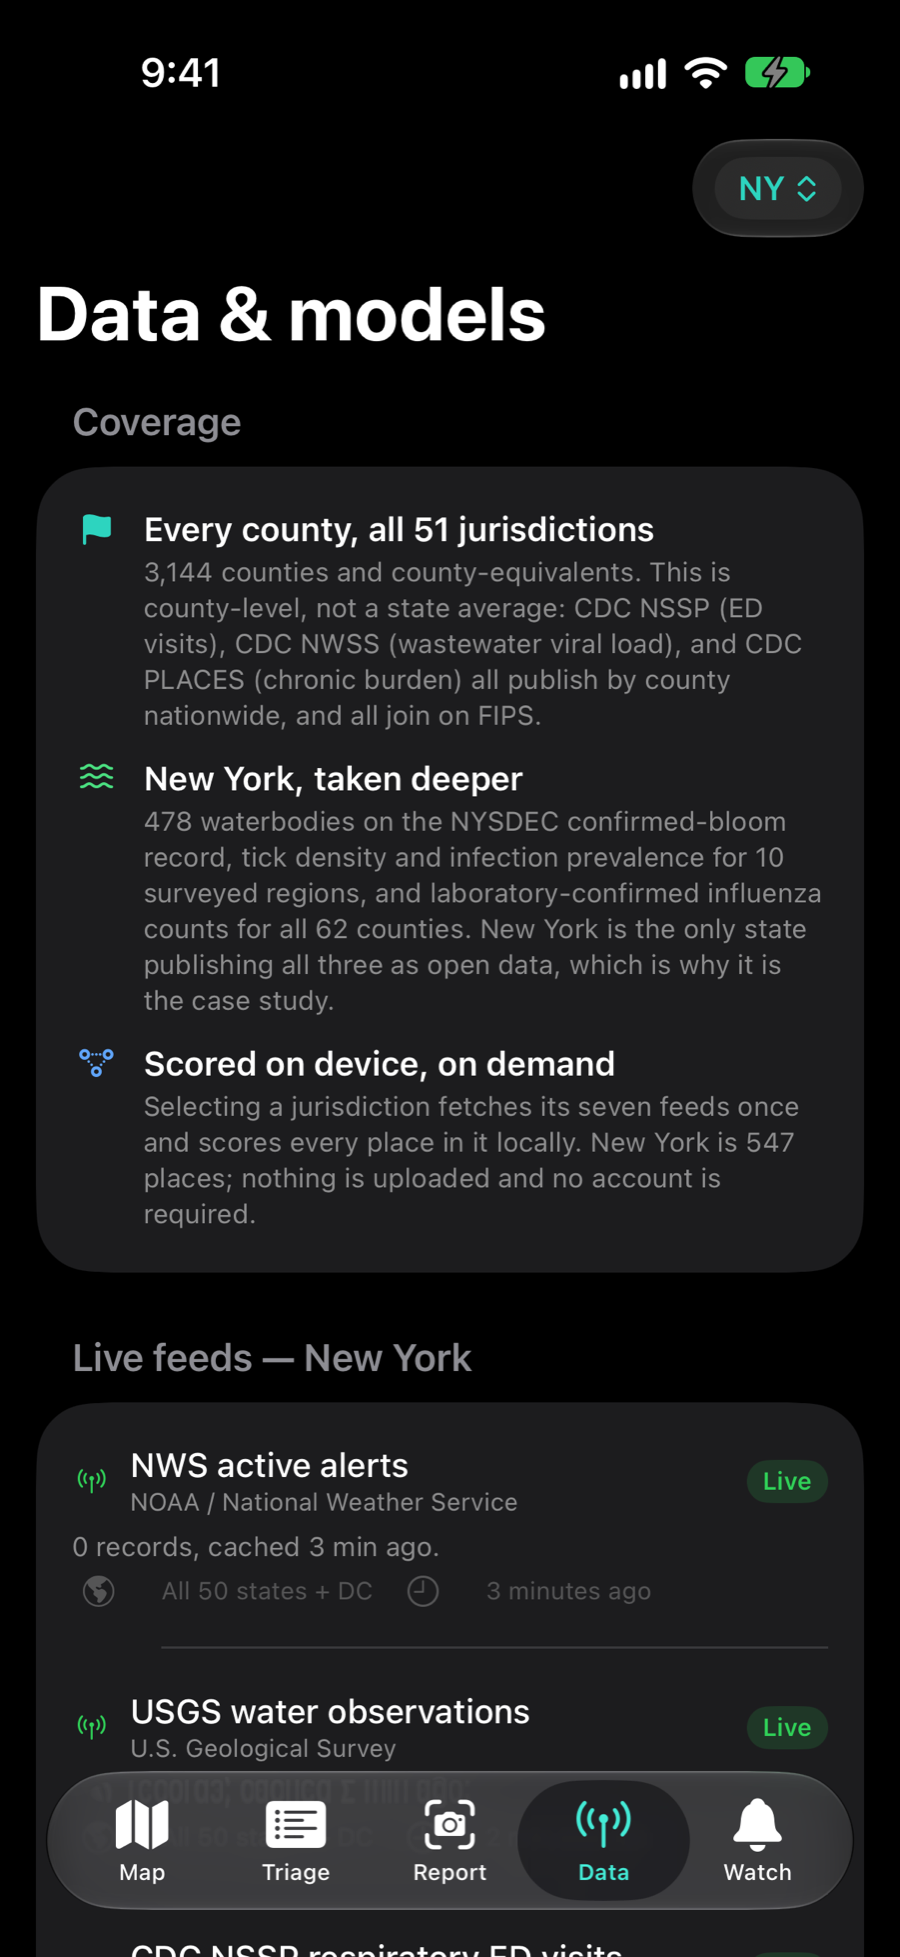 9:41
NY
Data & models
Coverage
Every county, all 51 jurisdictions
3,144 counties and county-equivalents. This is
county-level, not a state average: CDC NSSP (ED
visits), CDC NWSS (wastewater viral load), and CDC
PLACES (chronic burden) all publish by county
nationwide, and all join on FIPS.
New York, taken deeper
478 waterbodies on the NYSDEC confirmed-bloom
record, tick density and infection prevalence for 10
surveyed regions, and laboratory-confirmed influenza
counts for all 62 counties. New York is the only state
publishing all three as open data, which is why it is
the case study.
Scored on device, on demand
Selecting a jurisdiction fetches its seven feeds once
and scores every place in it locally. New York is 547
places; nothing is uploaded and no account is
required.
Live feeds — New York
NWS active alerts
NOAA / National Weather Service
Live
0 records, cached 3 min ago.
All 50 states + DC
3 minutes ago
USGS water observations
U.S. Geological Survey
Live
Map
Triage
Report
Data
Watch
CDC NSSP respiratory ED visits